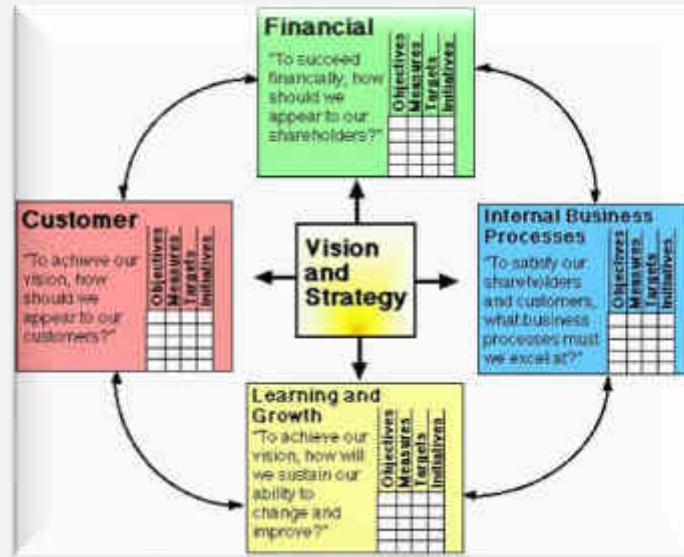 Financial
"To succeed
financially, how
should we
appear to our
shareholders?"
Objectives
Measures
Targets
Initiatives
Customer
"To achieve our
vision, how
should we
appear to our
customers?"
Objectives
Measures
Targets
Initiatives
Vision
and
Strategy
Internal Business
Processes
"To satisfy our
shareholders
and customers,
what business
processes must
we excel at?"
Objectives
Measures
Targets
Initiatives
Learning and
Growth
"To achieve our
vision, how will
we sustain our
ability to
change and
improve?"
Objectives
Measures
Targets
Initiatives